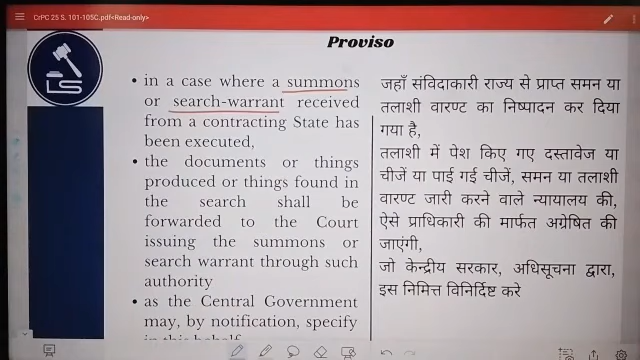 CrPC 25 S. 101-105C.pdf<Read-only>
Proviso
• in a case where a summons
or search-warrant received
from a contracting State has
been executed,
• the documents or things
produced or things found in
the search shall be
forwarded to the Court
issuing the summons or
search warrant through such
authority
• as the Central Government
may, by notification, specify
in this behalf
जहाँ संविदाकारी राज्य से प्राप्त समन या
तलाशी वारण्ट का निष्पादन कर दिया
गया है,
तलाशी में पेश किए गए दस्तावेज या
चीजें या पाई गई चीजें, समन या तलाशी
वारण्ट जारी करने वाले न्यायालय की,
ऐसे प्राधिकारी की मार्फत अग्रेषित की
जाएंगी,
जो केन्द्रीय सरकार, अधिसूचना द्वारा,
इस निमित्त विनिर्दिष्ट करे
LS